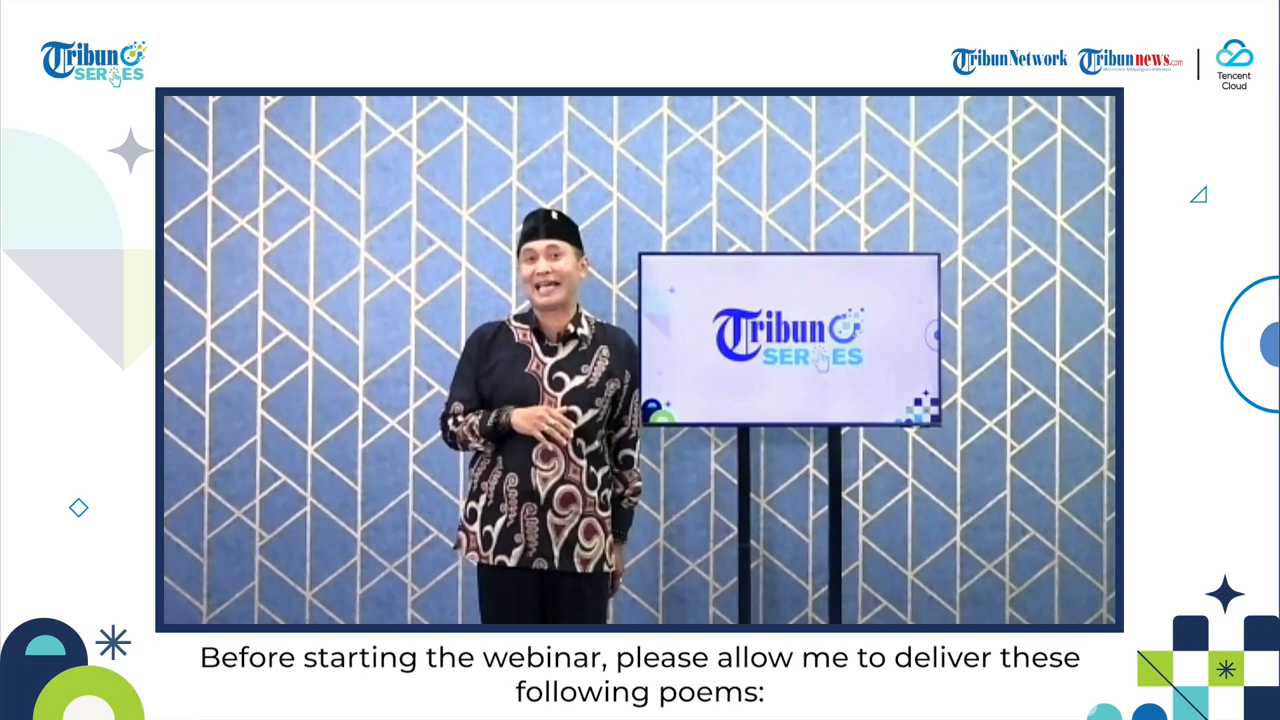 Tribun
SERIES
TribunNetwork
Tribunnews.com
Tencent
Cloud
Tribun
SERIES
Before starting the webinar, please allow me to deliver these
following poems: